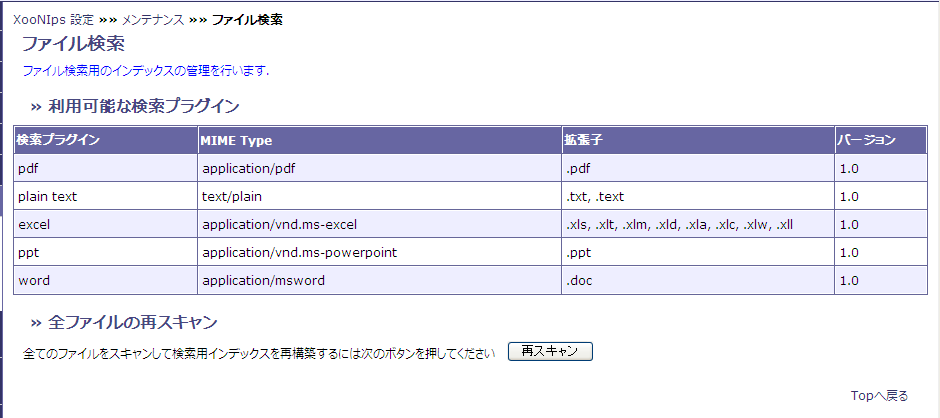 XooNIps 設定 »» メンテナンス »» ファイル検索
ファイル検索
ファイル検索用のインデックスの管理を行います.
» 利用可能な検索プラグイン
検索プラグイン MIME Type 拡張子 バージョン
pdf application/pdf .pdf 1.0
plain text text/plain .txt, .text 1.0
excel application/vnd.ms-excel .xls, .xlt, .xlm, .xld, .xla, .xlc, .xlw, .xll 1.0
ppt application/vnd.ms-powerpoint .ppt 1.0
word application/msword .doc 1.0
» 全ファイルの再スキャン
全てのファイルをスキャンして検索用インデックスを再構築するには次のボタンを押してください 再スキャン
Topへ戻る